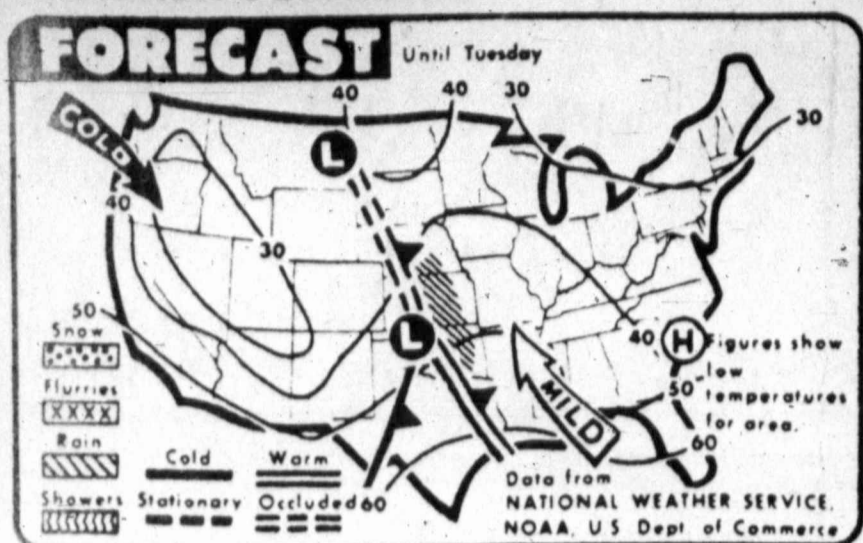 FORECAST Until Tuesday
40 40 30
30
COLD
L
40
30
50
L
40 H
Figures show
low
temperatures
for area.
50
60
MILD
Snow
Flurries
Rain
Showers
Cold Warm
Stationary Occluded
60
Data from
NATIONAL WEATHER SERVICE,
NOAA, U.S. Dept. of Commerce